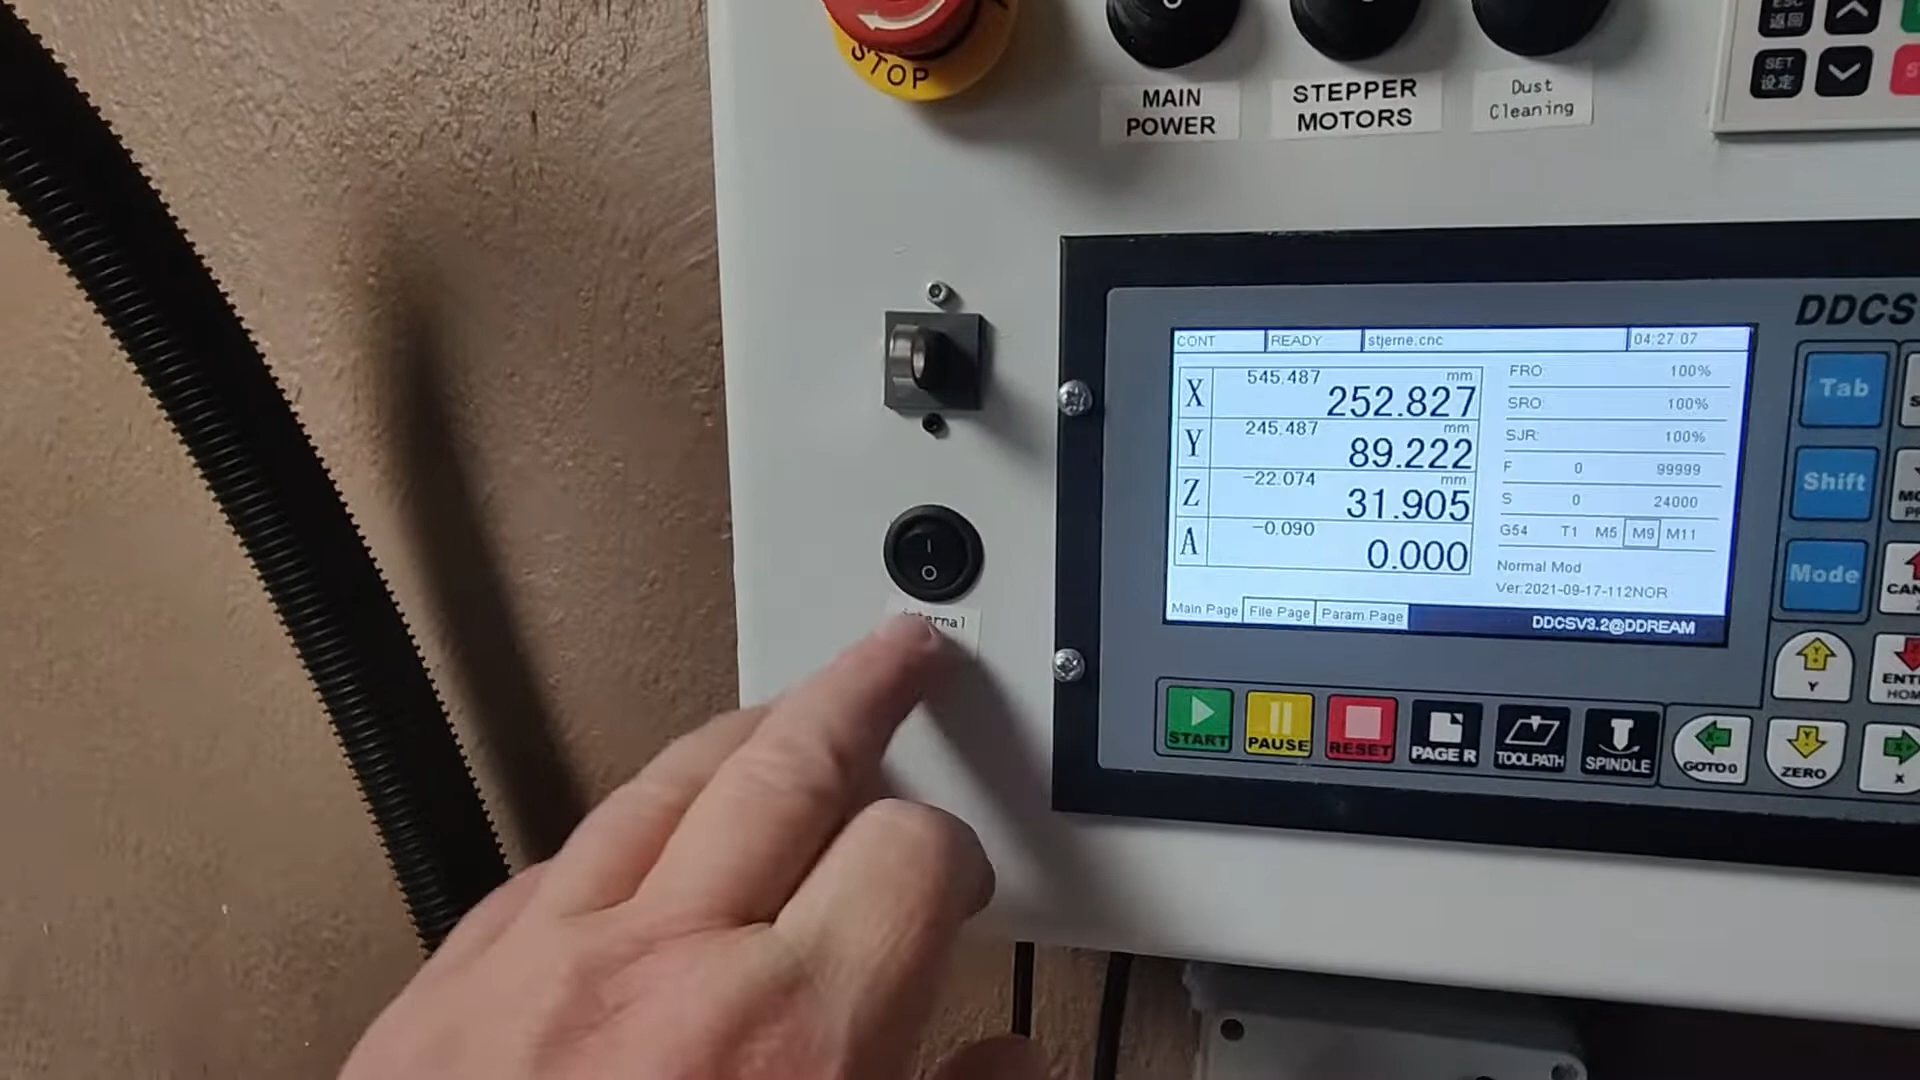 STOP
MAIN
POWER
STEPPER
MOTORS
Dust
Cleaning
ESC
返回
SET
设定
DDCS
CONT
READY
stjerne.cnc
04:27:07
X 545.487 mm
252.827
Y 245.487 mm
89.222
Z -22.074 mm
31.905
A -0.090
0.000
FRO: 100%
SRO: 100%
SJR: 100%
F 0 99999
S 0 24000
G54 T1 M5 M9 M11
Normal Mod
Ver:2021-09-17-112NOR
Main Page
File Page
Param Page
DDCSV3.2@DDREAM
Tab
Shift
Mode
START
PAUSE
RESET
PAGE R
TOOLPATH
SPINDLE
Y
GOTO0
ZERO
X